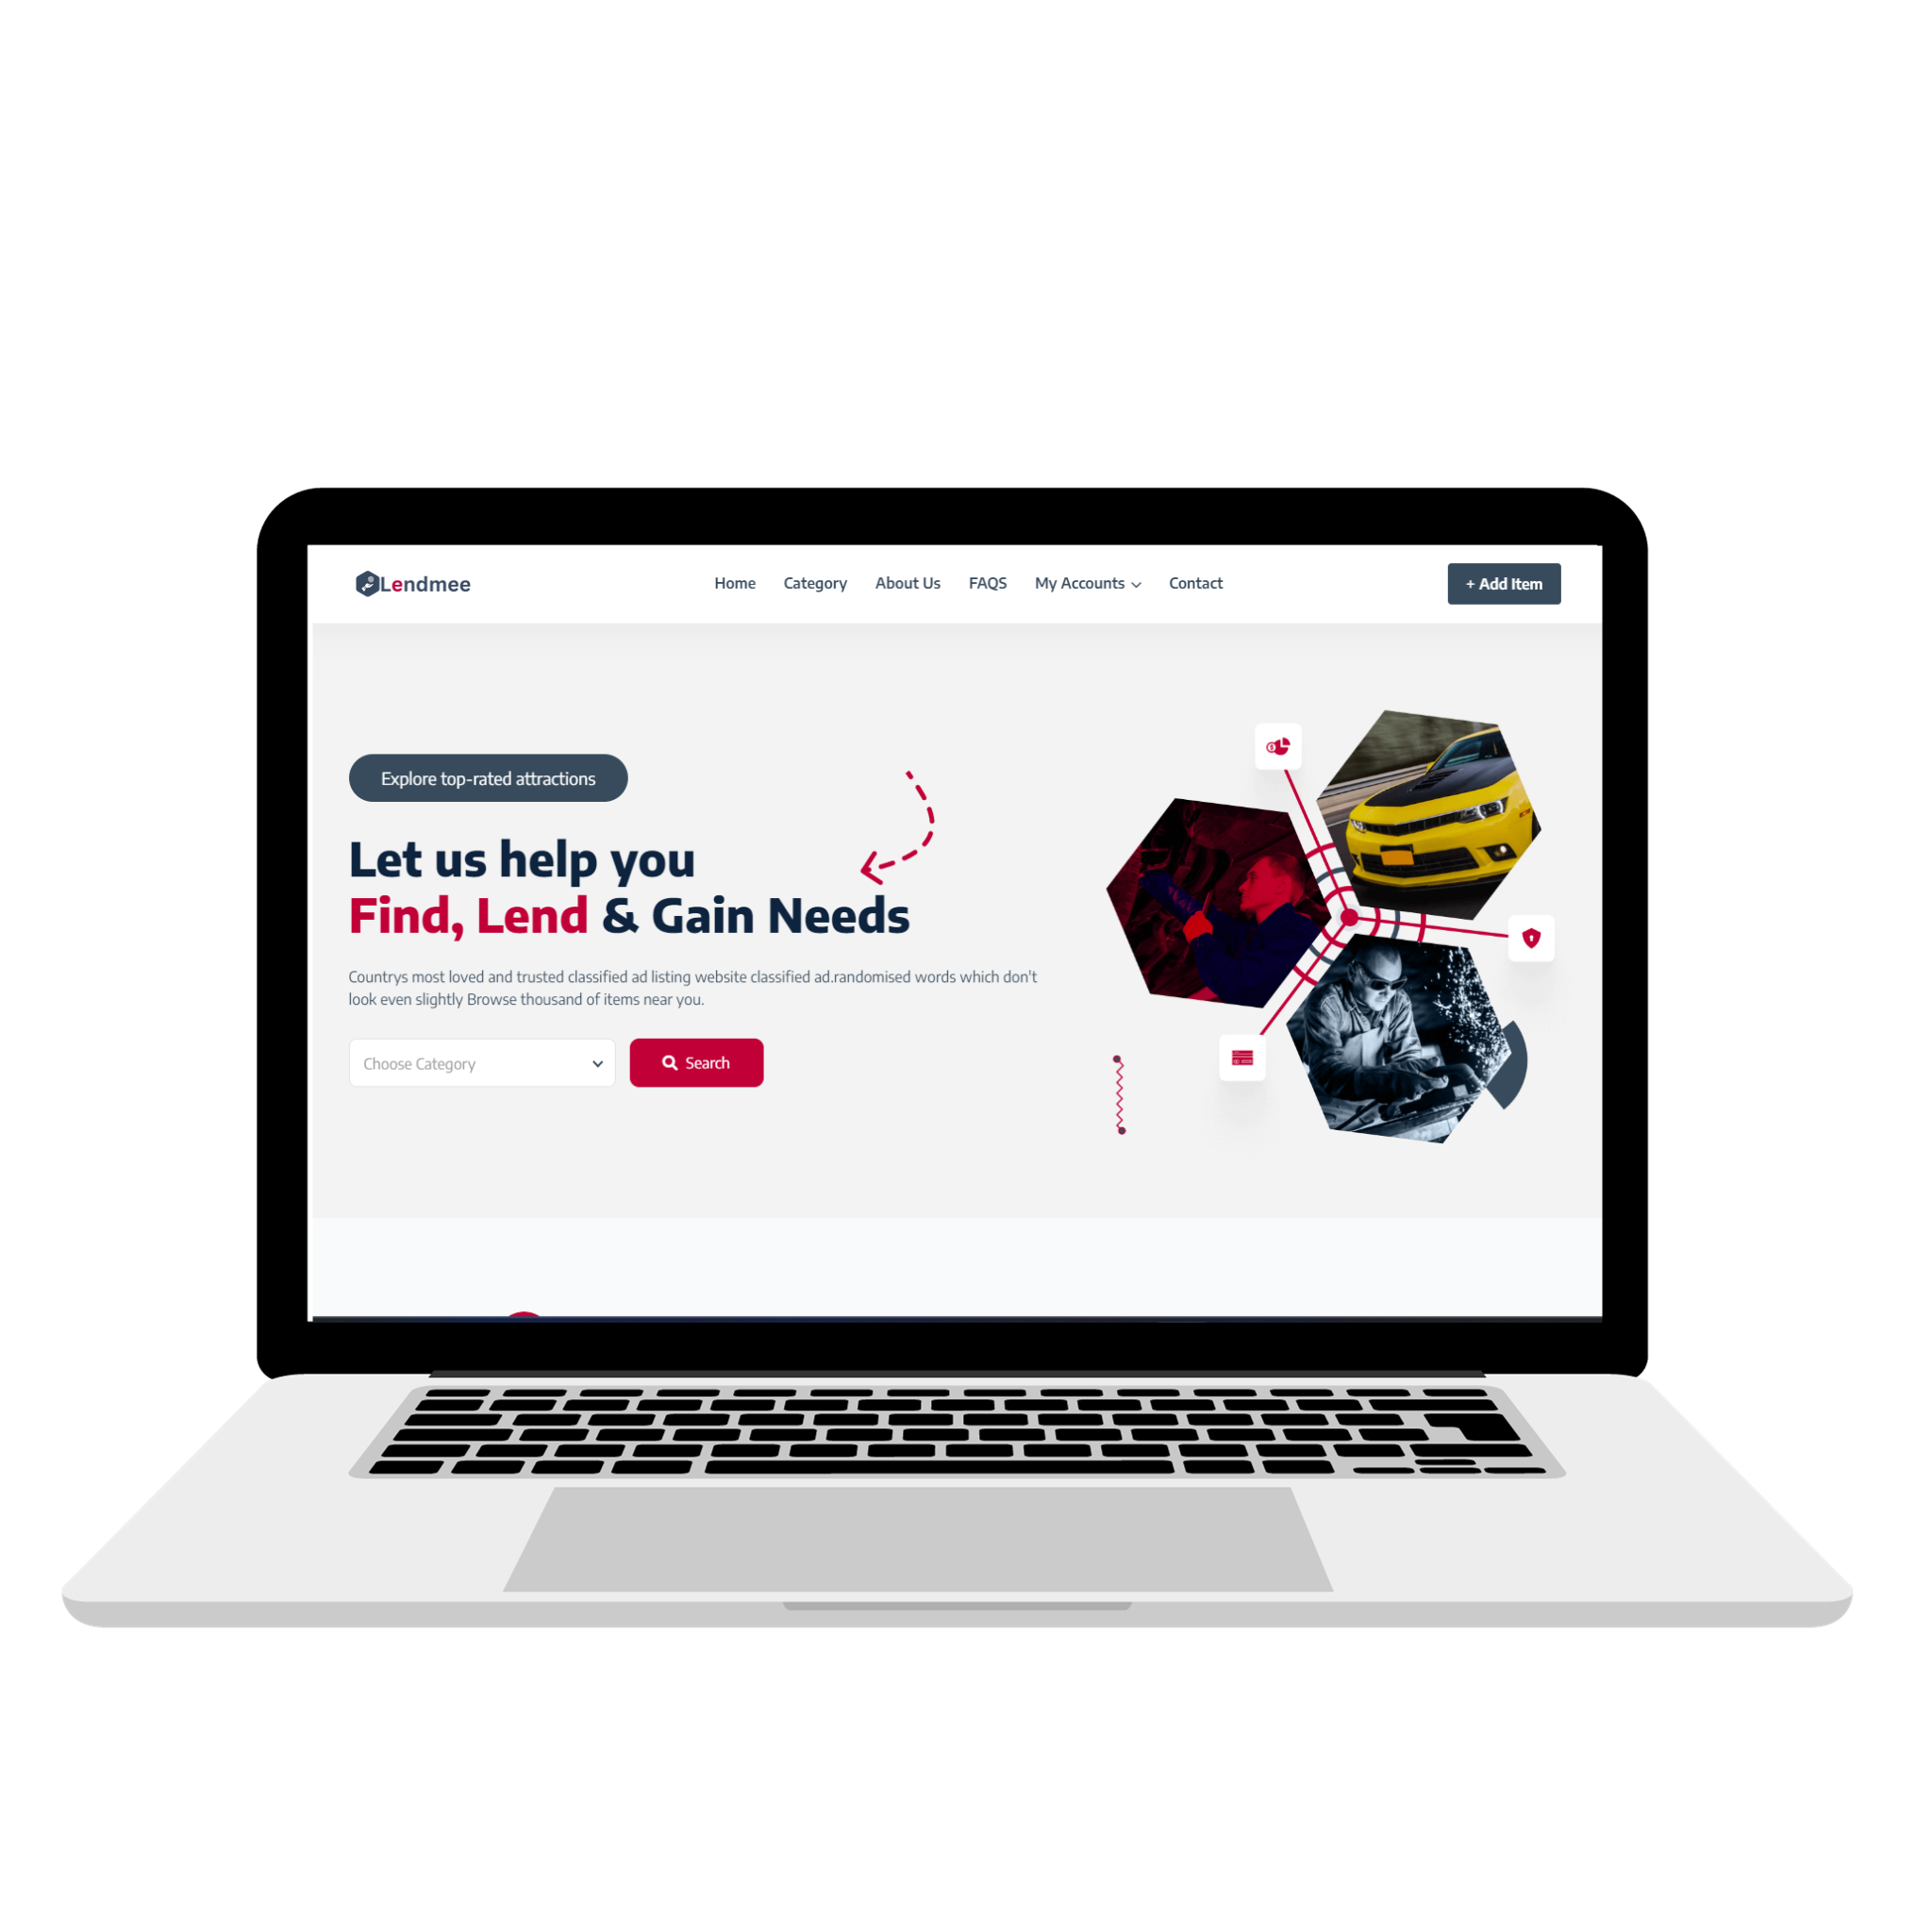 Lendmee
Home Category About Us FAQS My Accounts Contact
+ Add Item
Explore top-rated attractions
Let us help you
Find, Lend & Gain Needs
Countrys most loved and trusted classified ad listing website classified ad.randomised words which don't
look even slightly Browse thousand of items near you.
Choose Category
Search